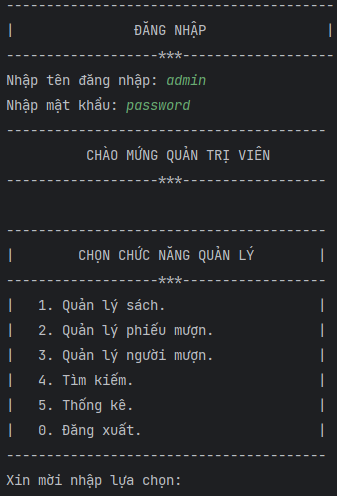 -----------------------------------------
|               ĐĂNG NHẬP               |
-------------------***-------------------
Nhập tên đăng nhập: admin
Nhập mật khẩu: password
----------------------------------------
          CHÀO MỨNG QUẢN TRỊ VIÊN
-------------------***------------------
----------------------------------------
|        CHỌN CHỨC NĂNG QUẢN LÝ        |
-------------------***------------------
|   1. Quản lý sách.                   |
|   2. Quản lý phiếu mượn.             |
|   3. Quản lý người mượn.             |
|   4. Tìm kiếm.                       |
|   5. Thống kê.                       |
|   0. Đăng xuất.                      |
----------------------------------------
Xin mời nhập lựa chọn: